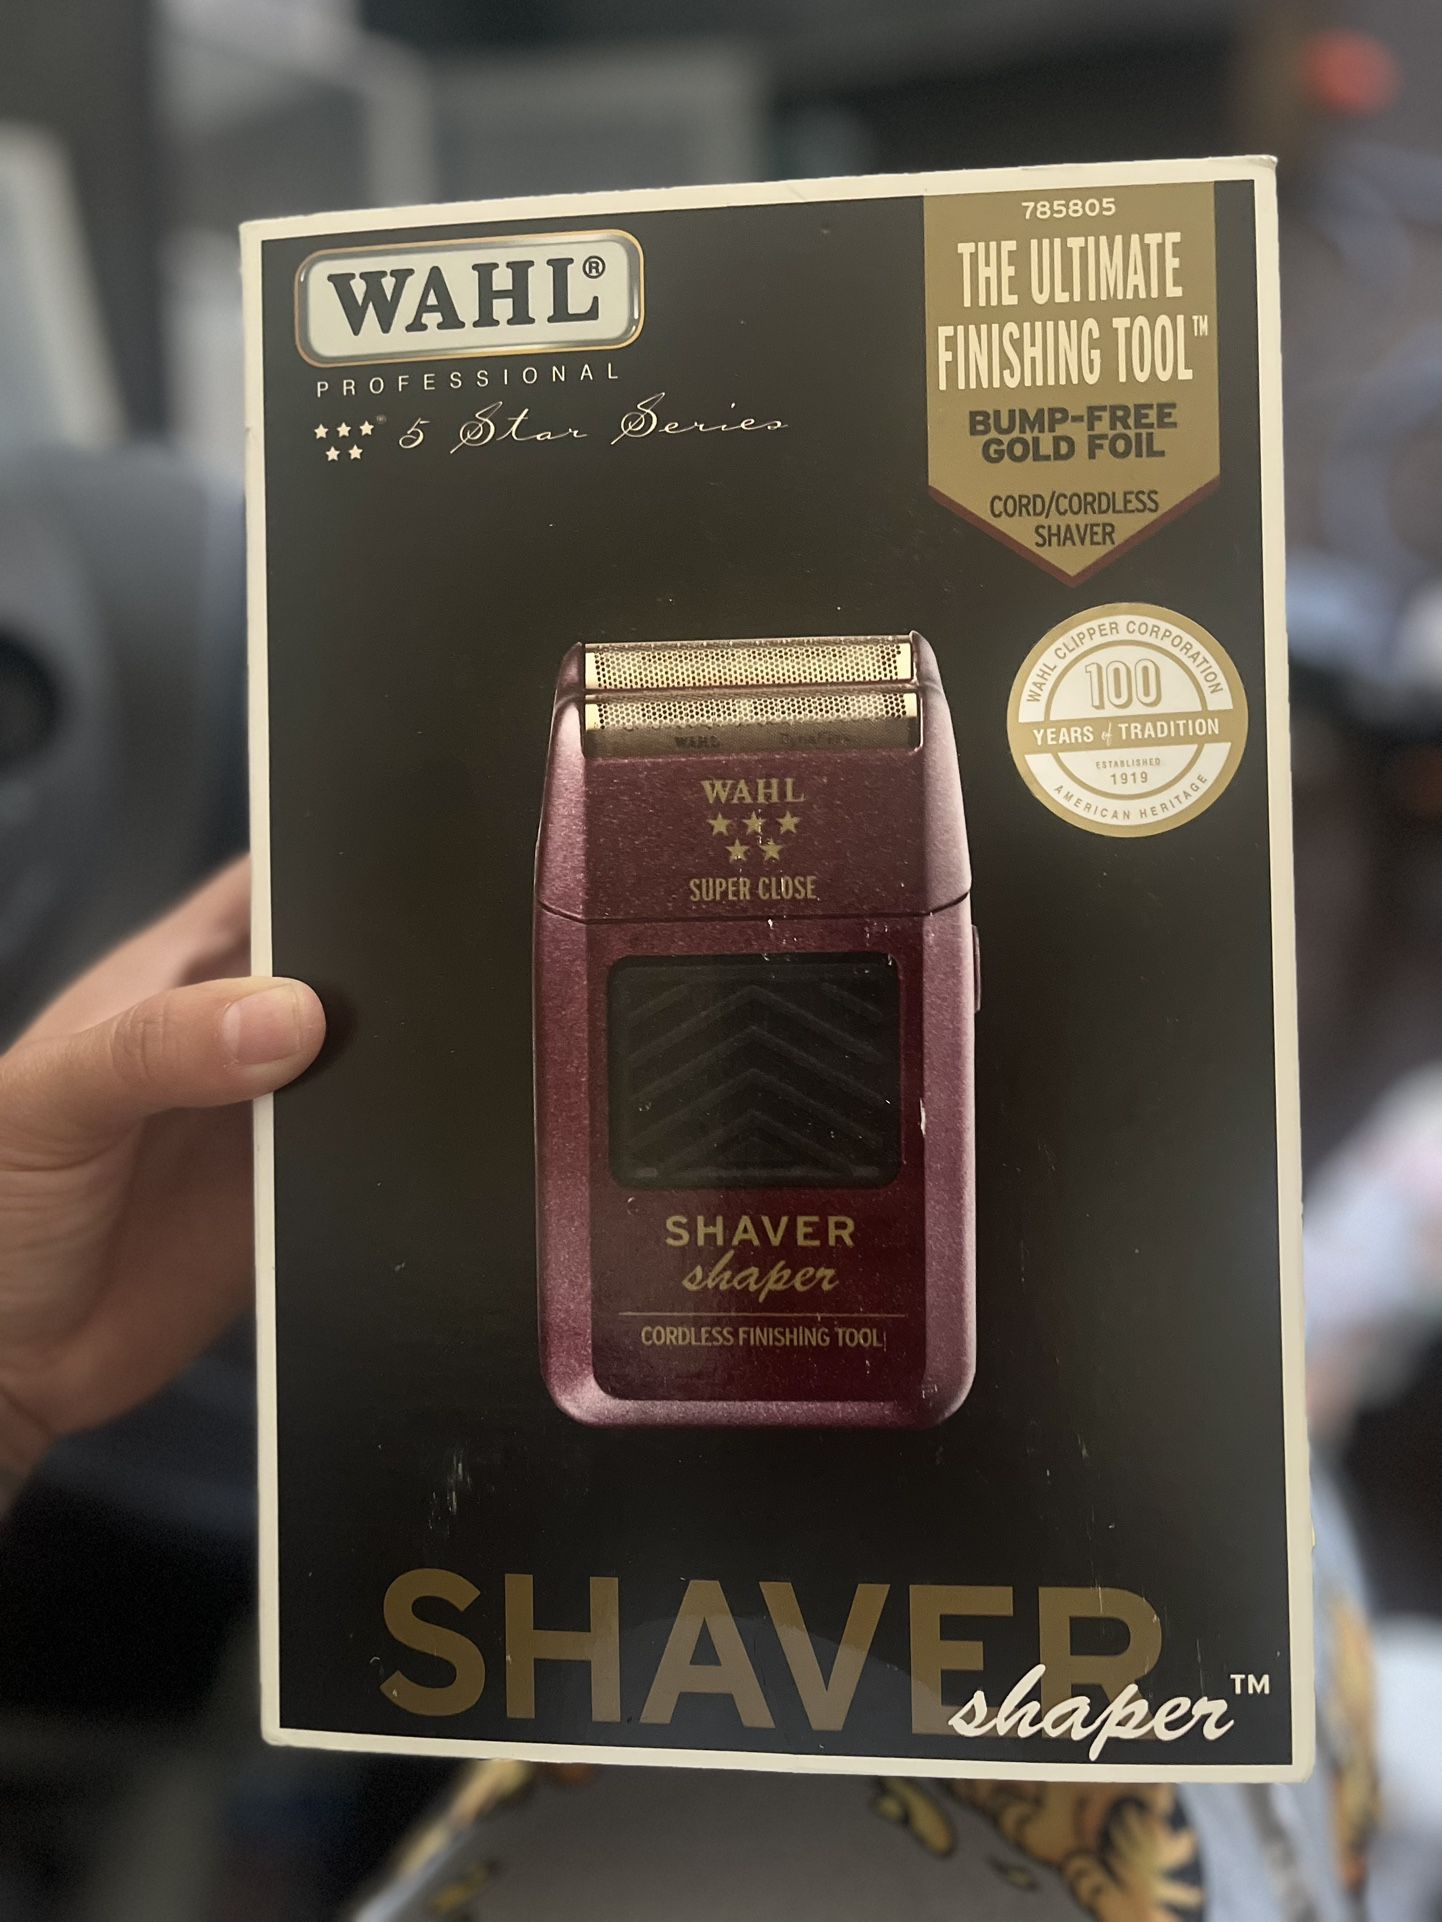 WAHL®
PROFESSIONAL
5 Star Series
785805
THE ULTIMATE
FINISHING TOOL™
BUMP-FREE
GOLD FOIL
CORD/CORDLESS
SHAVER
WAHL CLIPPER CORPORATION
100
YEARS of TRADITION
ESTABLISHED
1919
AMERICAN HERITAGE
WAHL
WAHL
SUPER CLOSE
SHAVER
shaper
CORDLESS FINISHING TOOL
SHAVER
shaper™